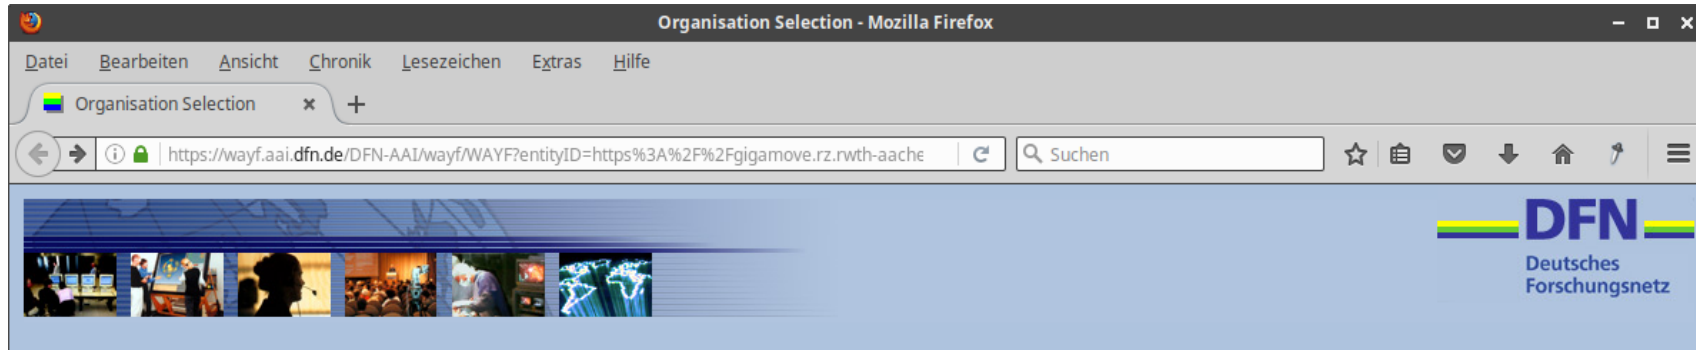 Organisation Selection - Mozilla Firefox
Datei Bearbeiten Ansicht Chronik Lesezeichen Extras Hilfe
Organisation Selection
https://wayf.aai.dfn.de/DFN-AAI/wayf/WAYF?entityID=https%3A%2F%2Fgigamove.rz.rwth-aache Suchen
DFN
Deutsches
Forschungsnetz